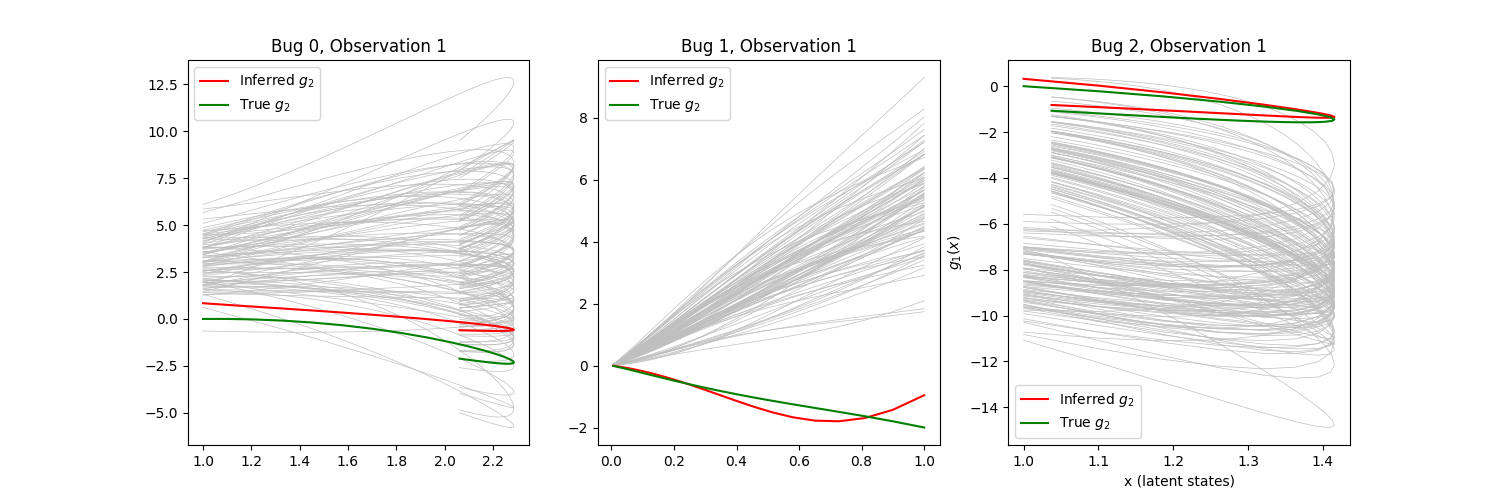 Bug 0, Observation 1
Inferred g₂
True g₂
12.5
10.0
7.5
5.0
2.5
0.0
−2.5
−5.0
1.0 1.2 1.4 1.6 1.8 2.0 2.2
Bug 1, Observation 1
Inferred g₂
True g₂
8
6
4
2
0
−2
0.0 0.2 0.4 0.6 0.8 1.0
Bug 2, Observation 1
g₁(x)
0
−2
−4
−6
−8
−10
−12
−14
Inferred g₂
True g₂
1.0 1.1 1.2 1.3 1.4
x (latent states)